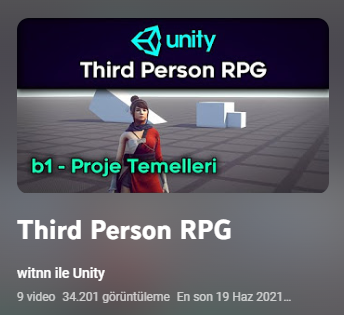 unity
Third Person RPG
b1 - Proje Temelleri
Third Person RPG
witnn ile Unity
9 video 34.201 görüntüleme En son 19 Haz 2021...